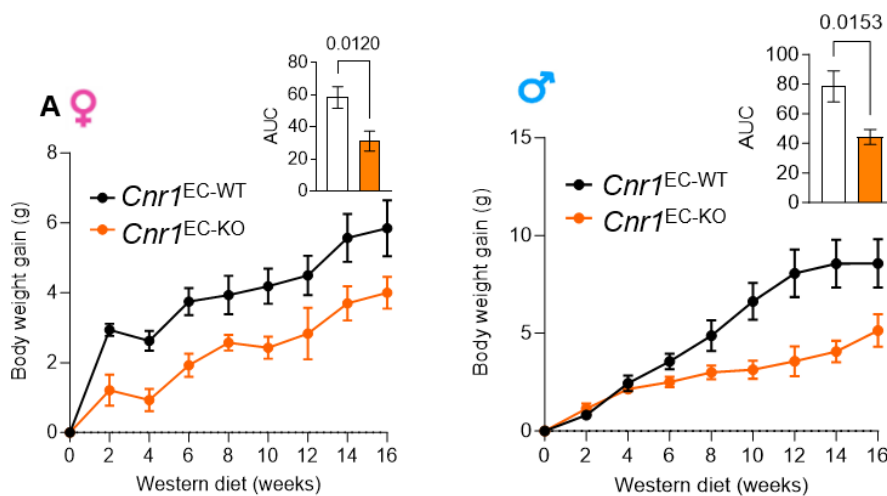 A ♀
0.0120
AUC
80
60
40
20
0
Body weight gain (g)
8
6
4
2
0
Cnr1EC-WT
Cnr1EC-KO
0 2 4 6 8 10 12 14 16
Western diet (weeks)
♂
0.0153
AUC
100
80
60
40
20
0
Body weight gain (g)
15
10
5
0
Cnr1EC-WT
Cnr1EC-KO
0 2 4 6 8 10 12 14 16
Western diet (weeks)